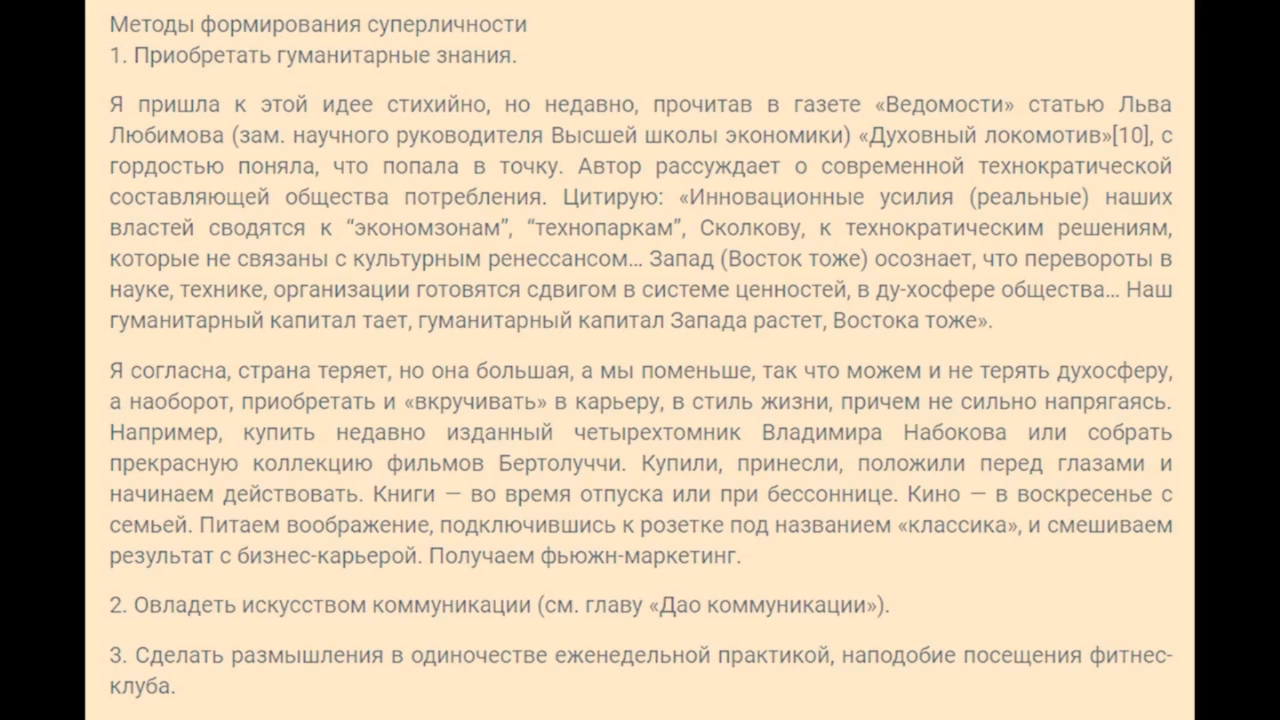 Методы формирования суперличности
1. Приобретать гуманитарные знания.
Я пришла к этой идее стихийно, но недавно, прочитав в газете «Ведомости» статью Льва
Любимова (зам. научного руководителя Высшей школы экономики) «Духовный локомотив»[10], с
гордостью поняла, что попала в точку. Автор рассуждает о современной технократической
составляющей общества потребления. Цитирую: «Инновационные усилия (реальные) наших
властей сводятся к “экономзонам”, “технопаркам”, Сколкову, к технократическим решениям,
которые не связаны с культурным ренессансом... Запад (Восток тоже) осознает, что перевороты в
науке, технике, организации готовятся сдвигом в системе ценностей, в ду-хосфере общества... Наш
гуманитарный капитал тает, гуманитарный капитал Запада растет, Востока тоже».
Я согласна, страна теряет, но она большая, а мы поменьше, так что можем и не терять духосферу,
а наоборот, приобретать и «вкручивать» в карьеру, в стиль жизни, причем не сильно напрягаясь.
Например, купить недавно изданный четырехтомник Владимира Набокова или собрать
прекрасную коллекцию фильмов Бертолуччи. Купили, принесли, положили перед глазами и
начинаем действовать. Книги — во время отпуска или при бессоннице. Кино — в воскресенье с
семьей. Питаем воображение, подключившись к розетке под названием «классика», и смешиваем
результат с бизнес-карьерой. Получаем фьюжн-маркетинг.
2. Овладеть искусством коммуникации (см. главу «Дао коммуникации»).
3. Сделать размышления в одиночестве еженедельной практикой, наподобие посещения фитнес-
клуба.